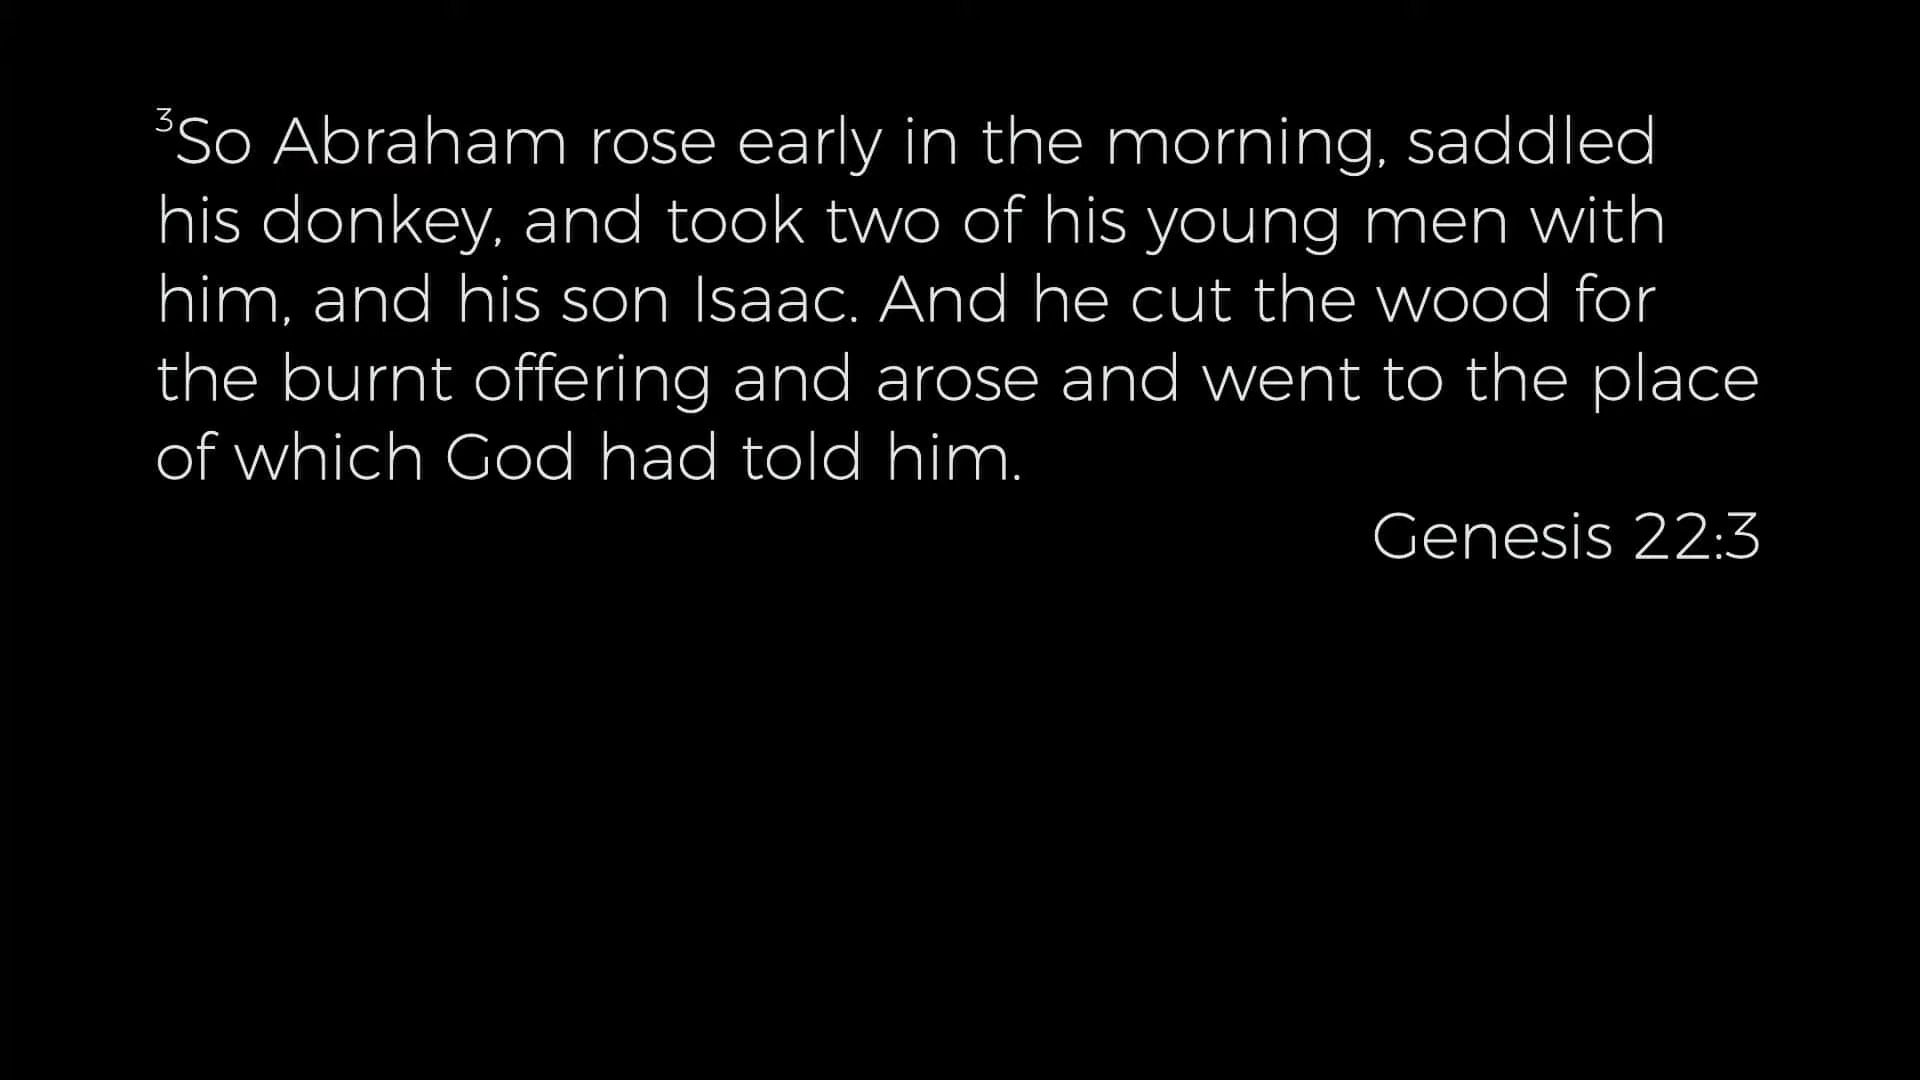 ³So Abraham rose early in the morning, saddled
his donkey, and took two of his young men with
him, and his son Isaac. And he cut the wood for
the burnt offering and arose and went to the place
of which God had told him.
Genesis 22:3